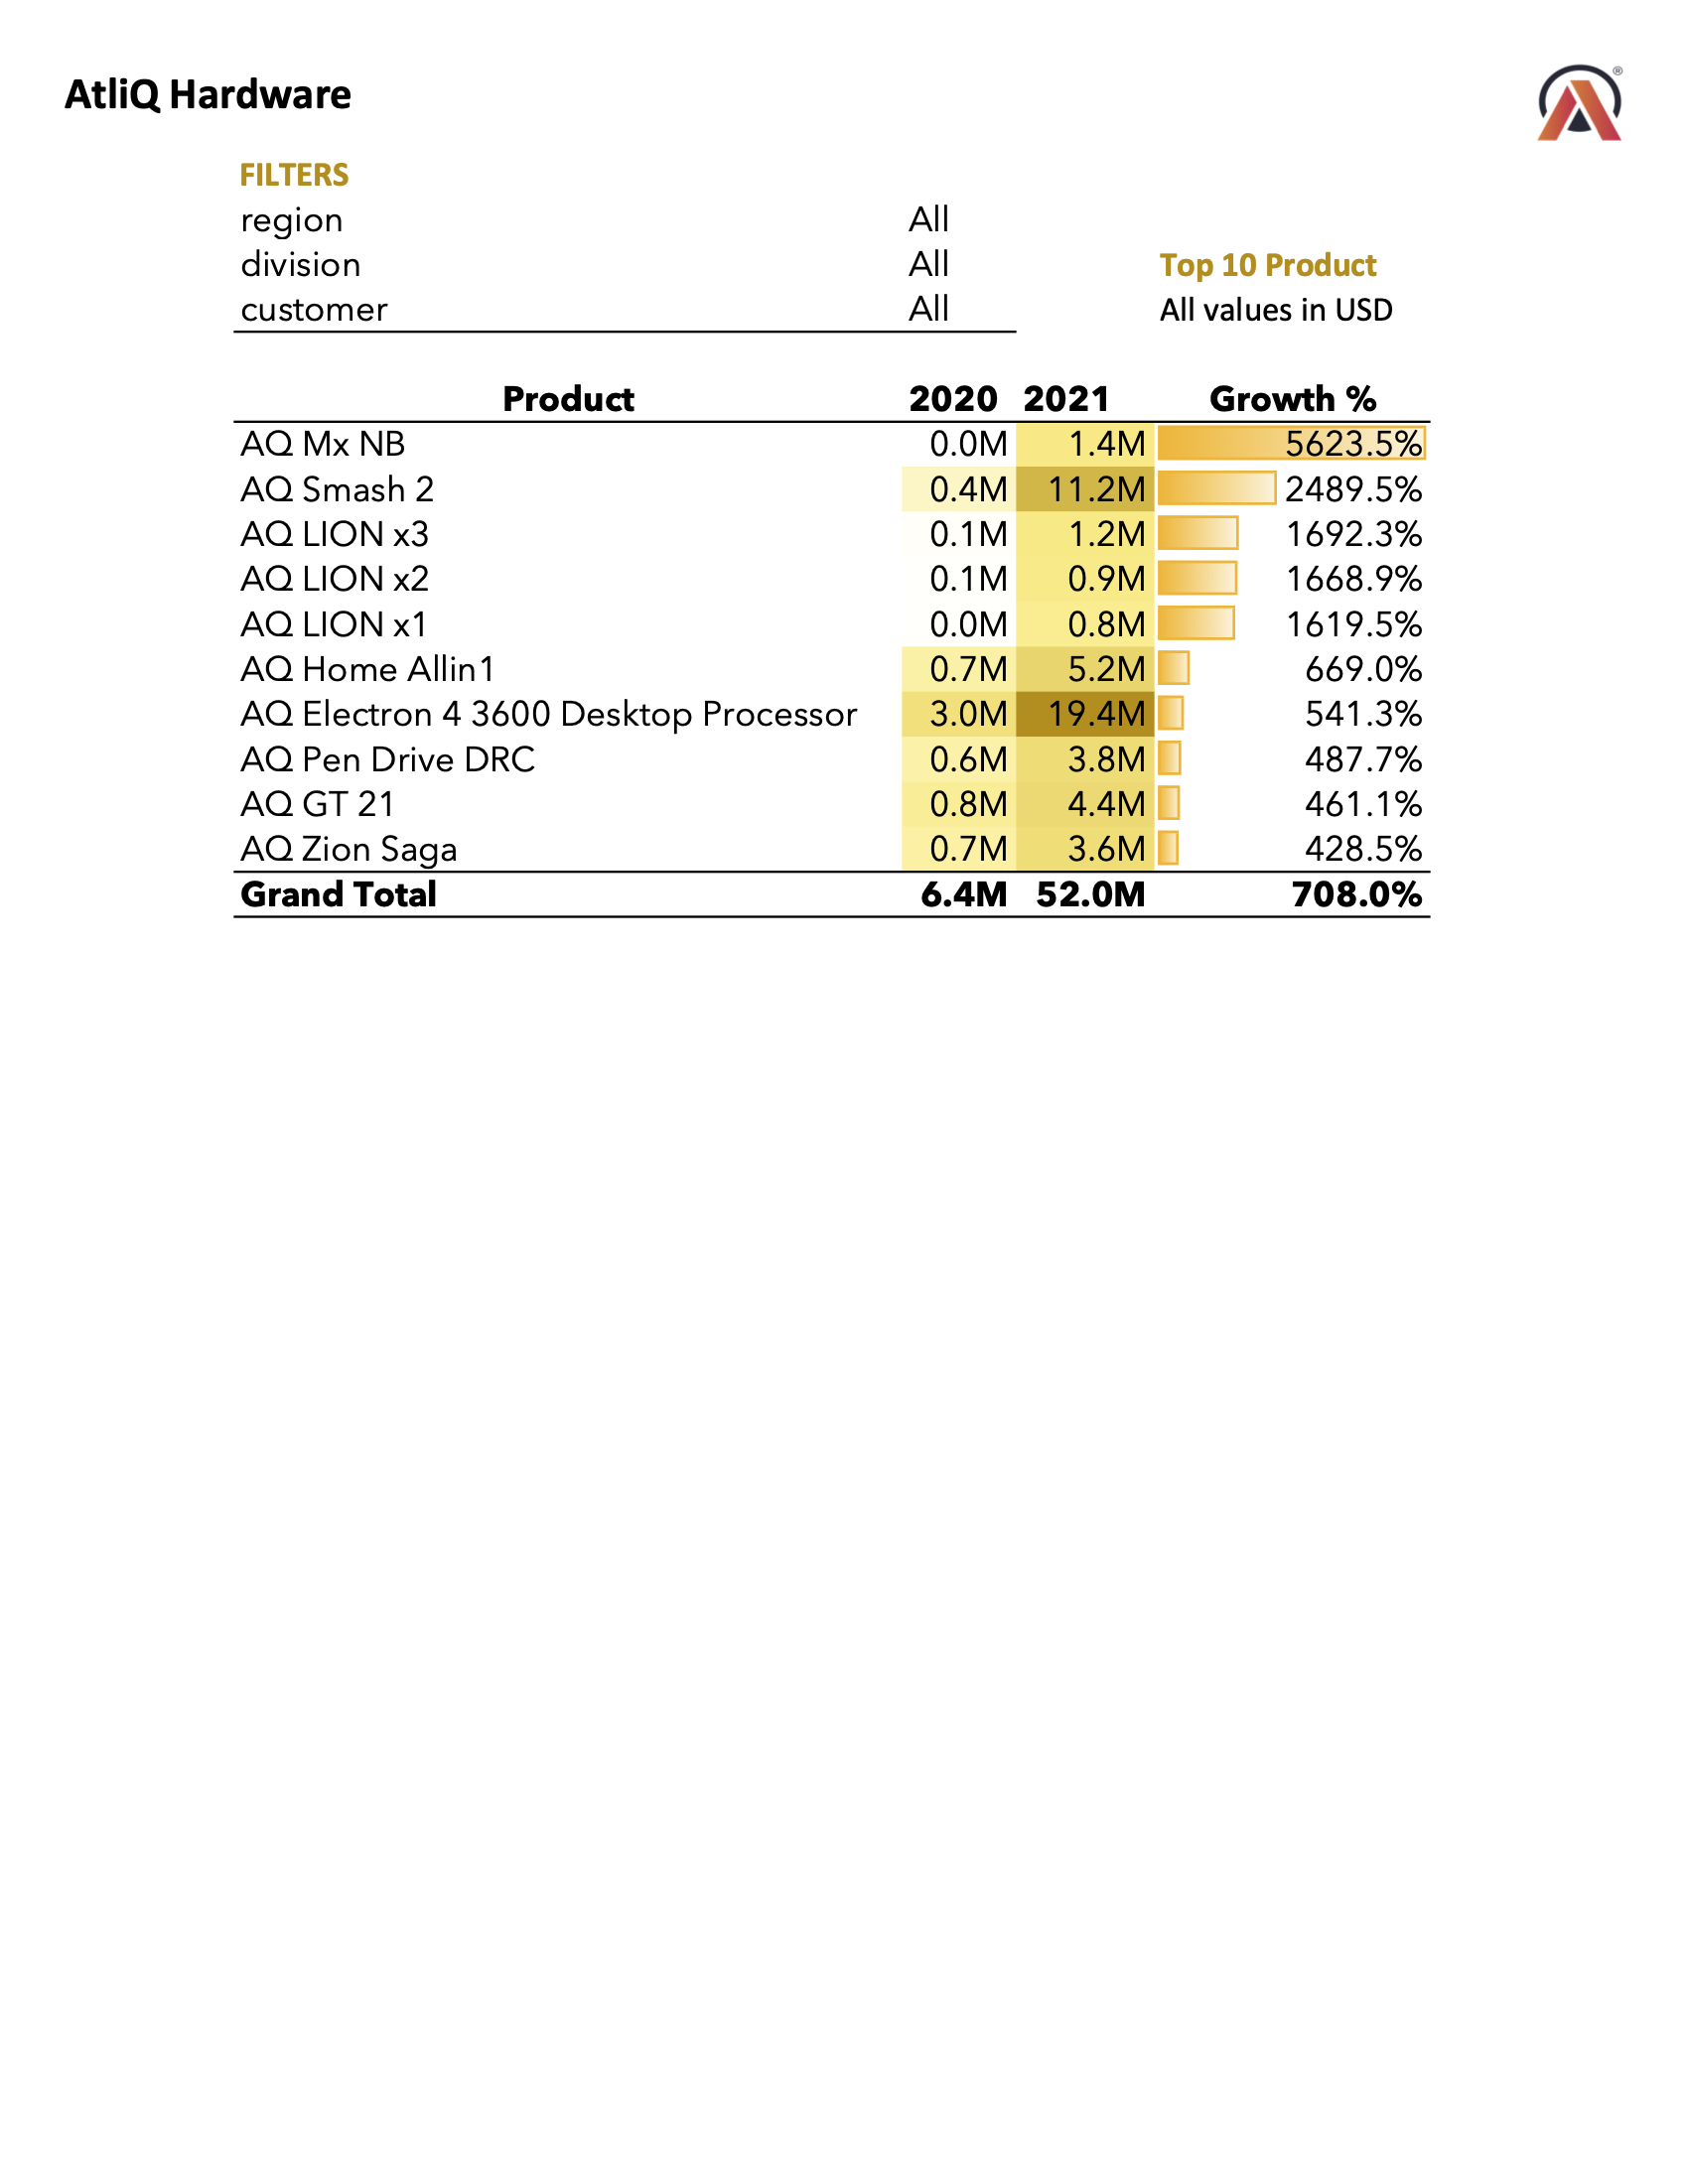 AtliQ Hardware
®
FILTERS
region All
division All Top 10 Product
customer All All values in USD
Product 2020 2021 Growth %
AQ Mx NB 0.0M 1.4M 5623.5%
AQ Smash 2 0.4M 11.2M 2489.5%
AQ LION x3 0.1M 1.2M 1692.3%
AQ LION x2 0.1M 0.9M 1668.9%
AQ LION x1 0.0M 0.8M 1619.5%
AQ Home Allin1 0.7M 5.2M 669.0%
AQ Electron 4 3600 Desktop Processor 3.0M 19.4M 541.3%
AQ Pen Drive DRC 0.6M 3.8M 487.7%
AQ GT 21 0.8M 4.4M 461.1%
AQ Zion Saga 0.7M 3.6M 428.5%
Grand Total 6.4M 52.0M 708.0%